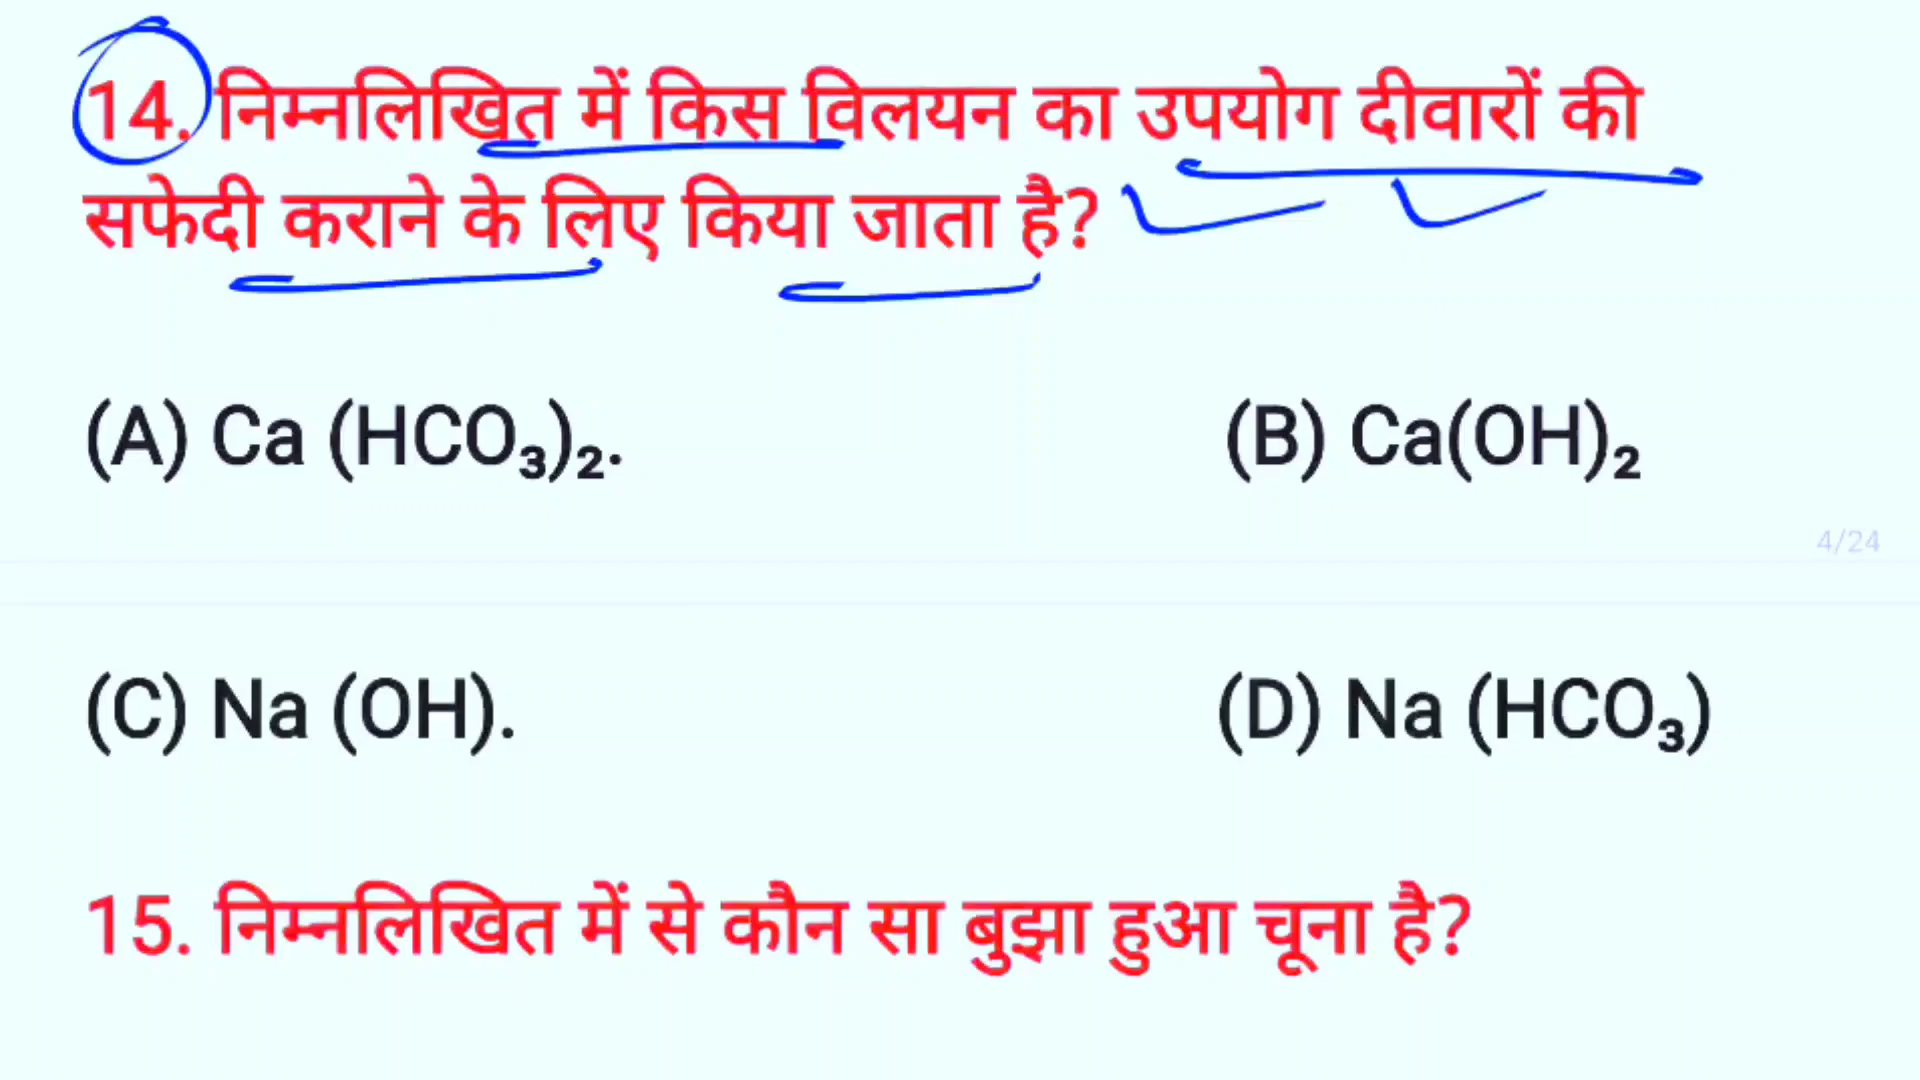 14. निम्नलिखित में किस विलयन का उपयोग दीवारों की
सफेदी कराने के लिए किया जाता है?
(A) Ca (HCO₃)₂.
(B) Ca(OH)₂
4/24
(C) Na (OH).
(D) Na (HCO₃)
15. निम्नलिखित में से कौन सा बुझा हुआ चूना है?